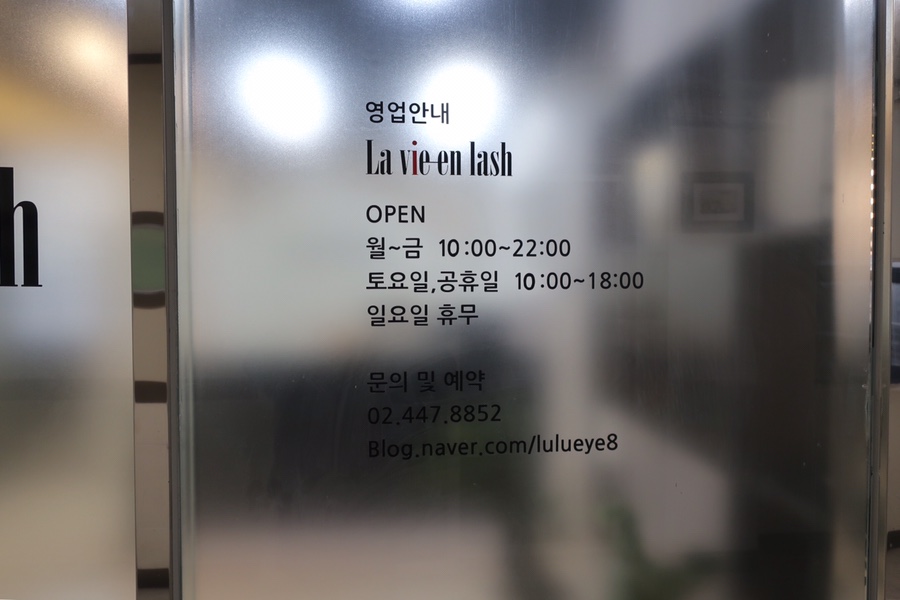 영업안내
La vie en lash
OPEN
월~금 10:00~22:00
토요일,공휴일 10:00~18:00
일요일 휴무
문의 및 예약
02.447.8852
Blog.naver.com/lulueye8
h